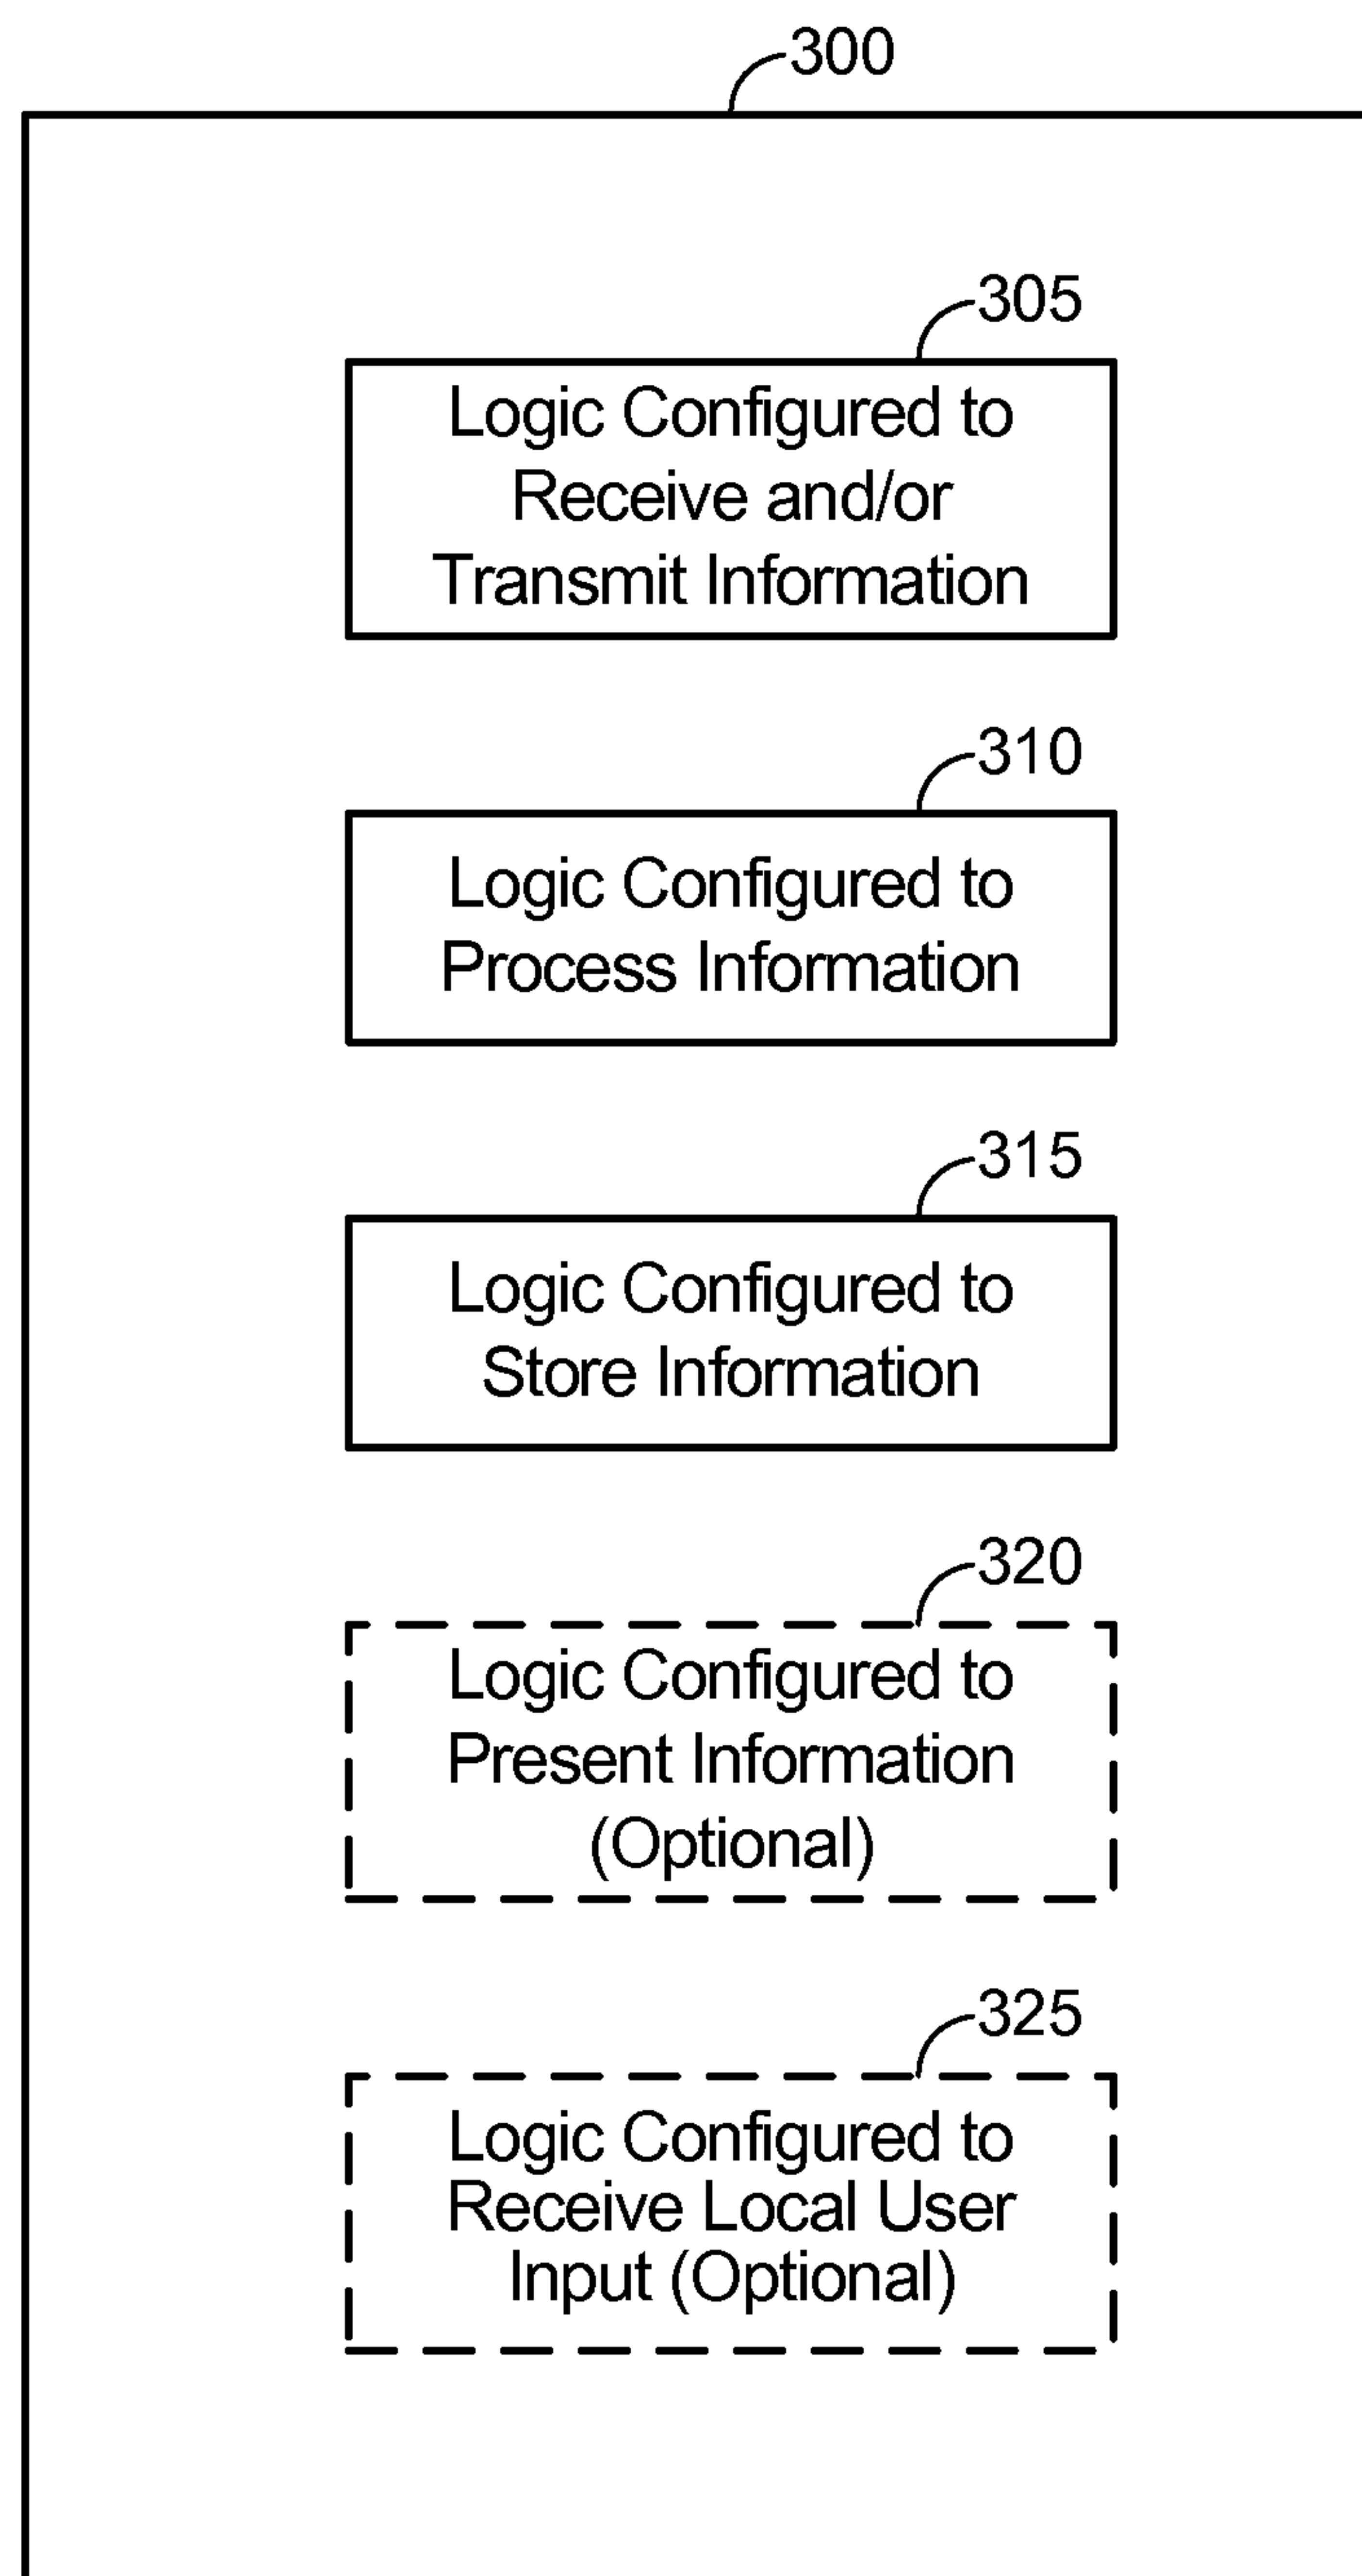 300
305
Logic Configured to
Receive and/or
Transmit Information
310
Logic Configured to
Process Information
315
Logic Configured to
Store Information
320
Logic Configured to
Present Information
(Optional)
325
Logic Configured to
Receive Local User
Input (Optional)